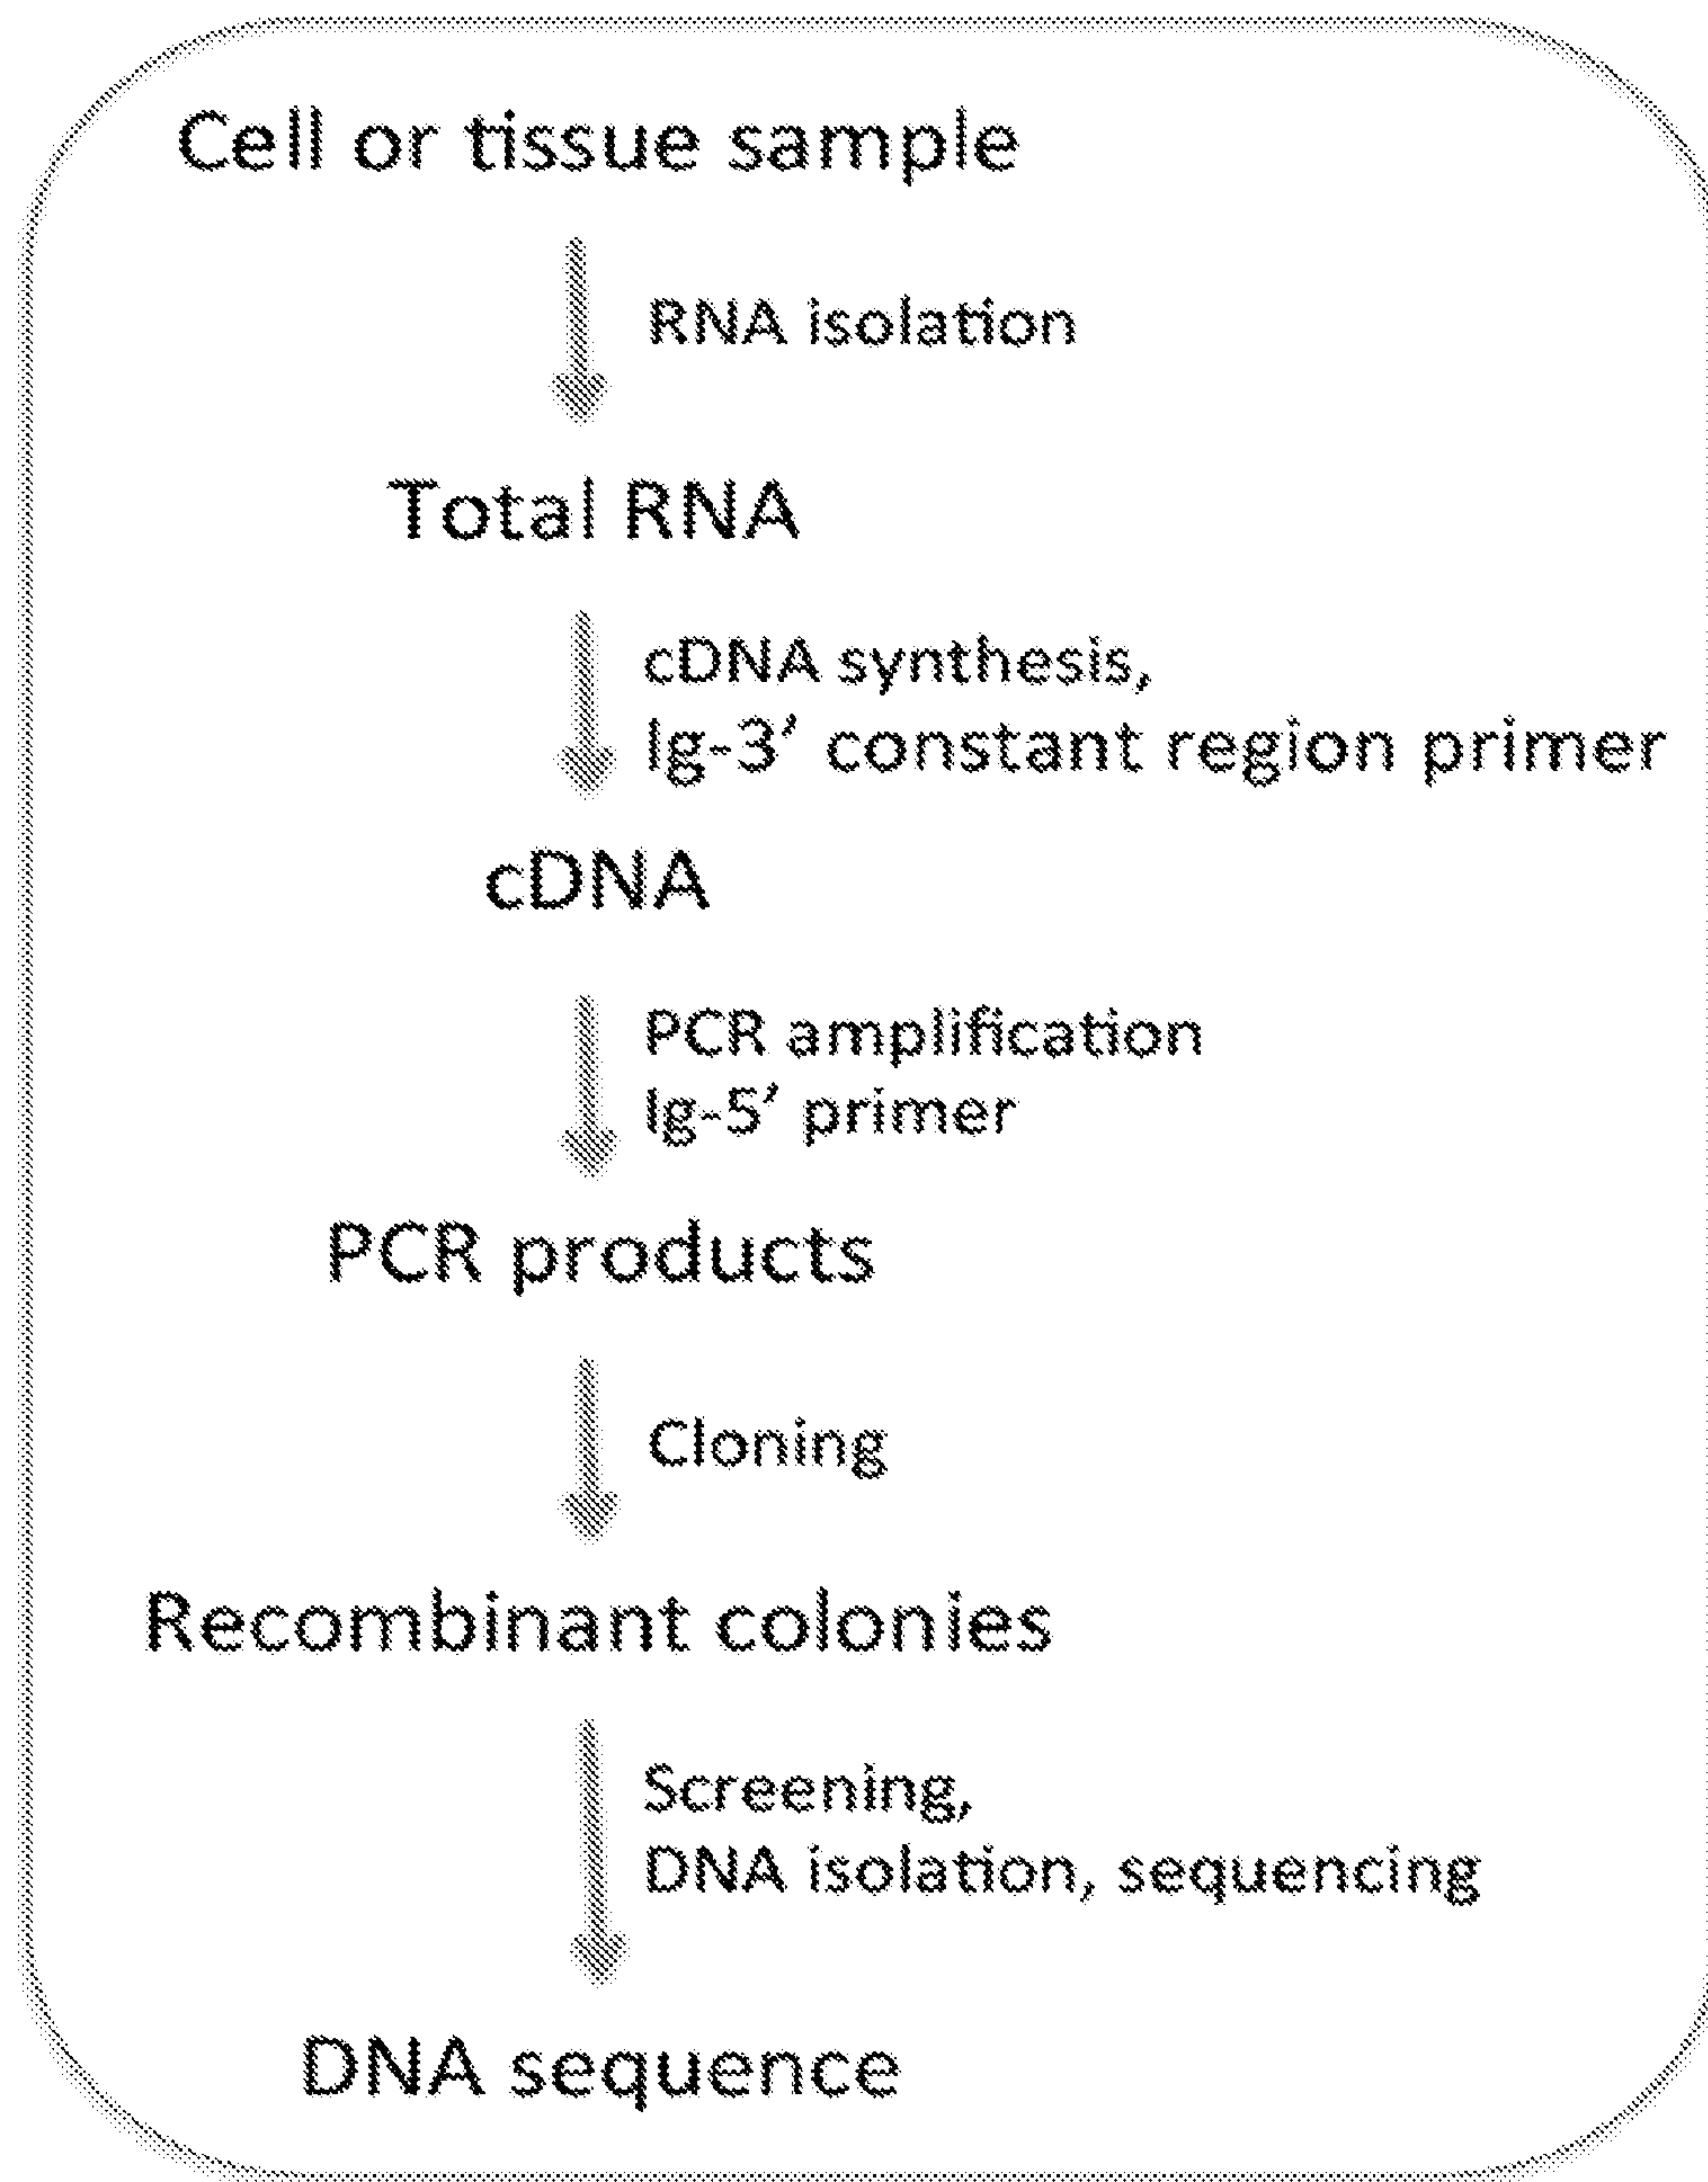 Cell or tissue sample
RNA isolation
Total RNA
cDNA synthesis,
Ig-3’ constant region primer
cDNA
PCR amplification
Ig-5’ primer
PCR products
Cloning
Recombinant colonies
Screening,
DNA isolation, sequencing
DNA sequence